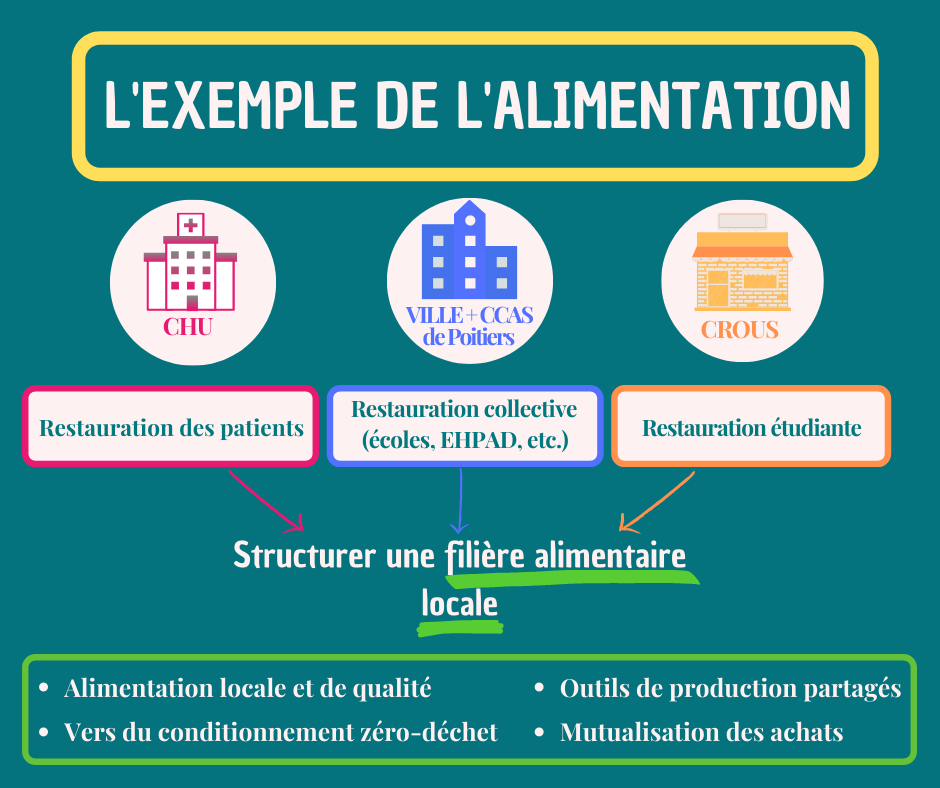 L'EXEMPLE DE L'ALIMENTATION
CHU
VILLE + CCAS
de Poitiers
CROUS
Restauration des patients
Restauration collective
(écoles, EHPAD, etc.)
Restauration étudiante
Structurer une filière alimentaire
locale
• Alimentation locale et de qualité
• Vers du conditionnement zéro-déchet
• Outils de production partagés
• Mutualisation des achats